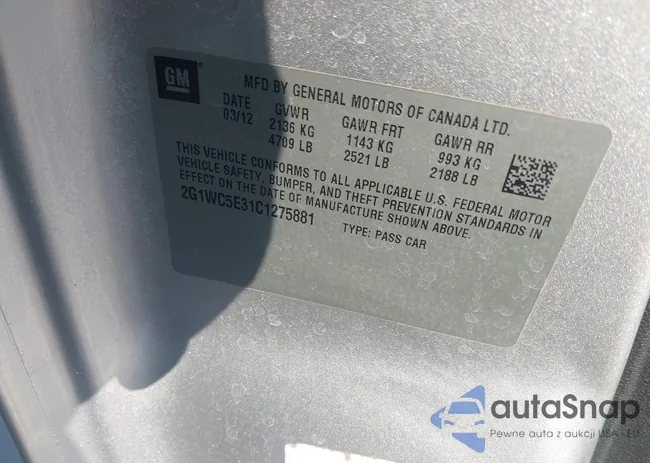 GM
MFD BY GENERAL MOTORS OF CANADA LTD.
DATE GVWR GAWR FRT GAWR RR
03/12 2136 KG 1143 KG 993 KG
4709 LB 2521 LB 2188 LB
THIS VEHICLE CONFORMS TO ALL APPLICABLE U.S. FEDERAL MOTOR
VEHICLE SAFETY, BUMPER, AND THEFT PREVENTION STANDARDS IN
EFFECT ON THE DATE OF MANUFACTURE SHOWN ABOVE.
2G1WC5E31C1275881 TYPE: PASS CAR
autaSnap
Pewne auta z aukcji USA i EU